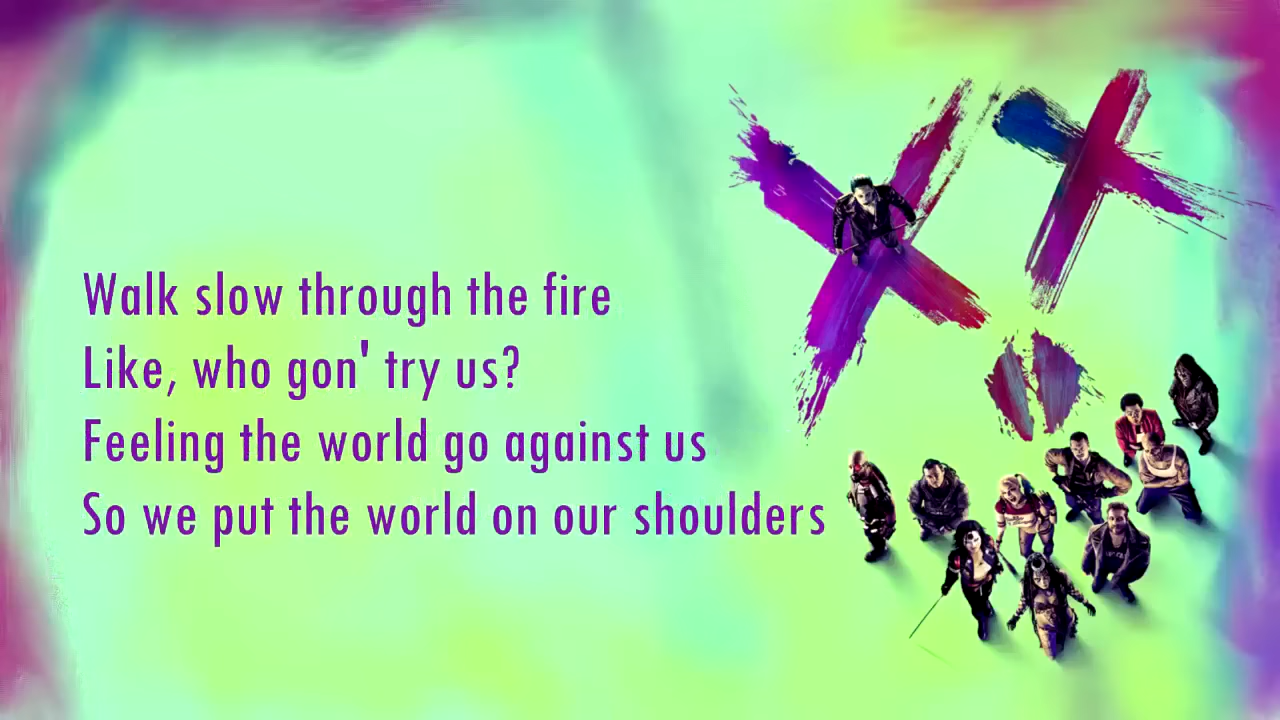 Walk slow through the fire
Like, who gon' try us?
Feeling the world go against us
So we put the world on our shoulders